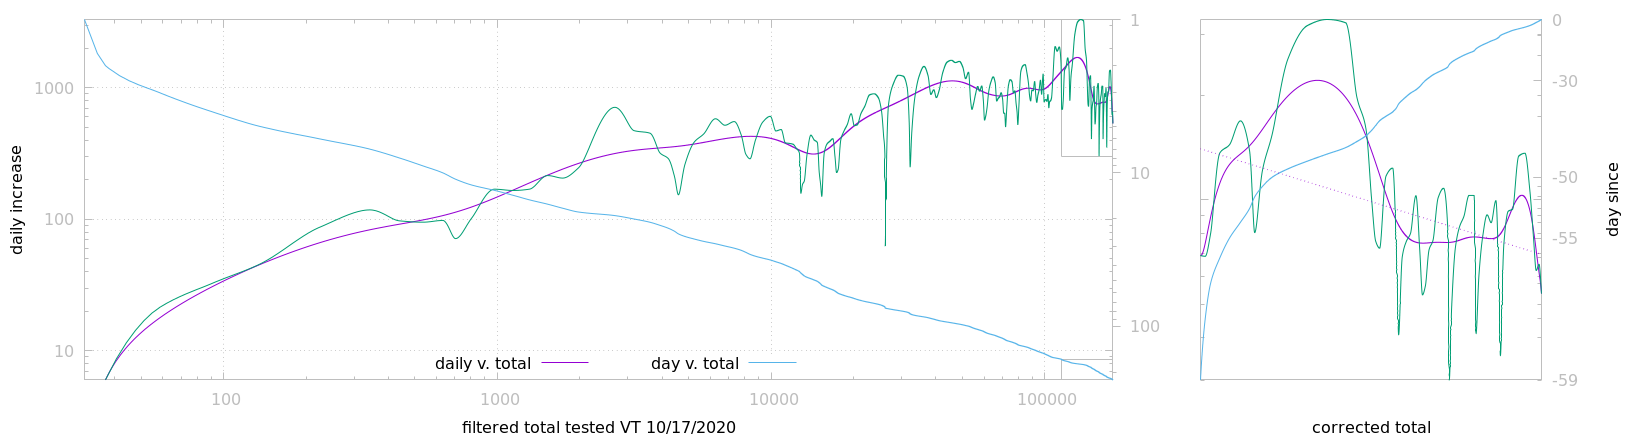 daily increase
1000
100
10
100
1000
10000
100000
filtered total tested VT 10/17/2020
daily v. total
day v. total
1
10
100
corrected total
0
-30
-50
-55
-59
day since